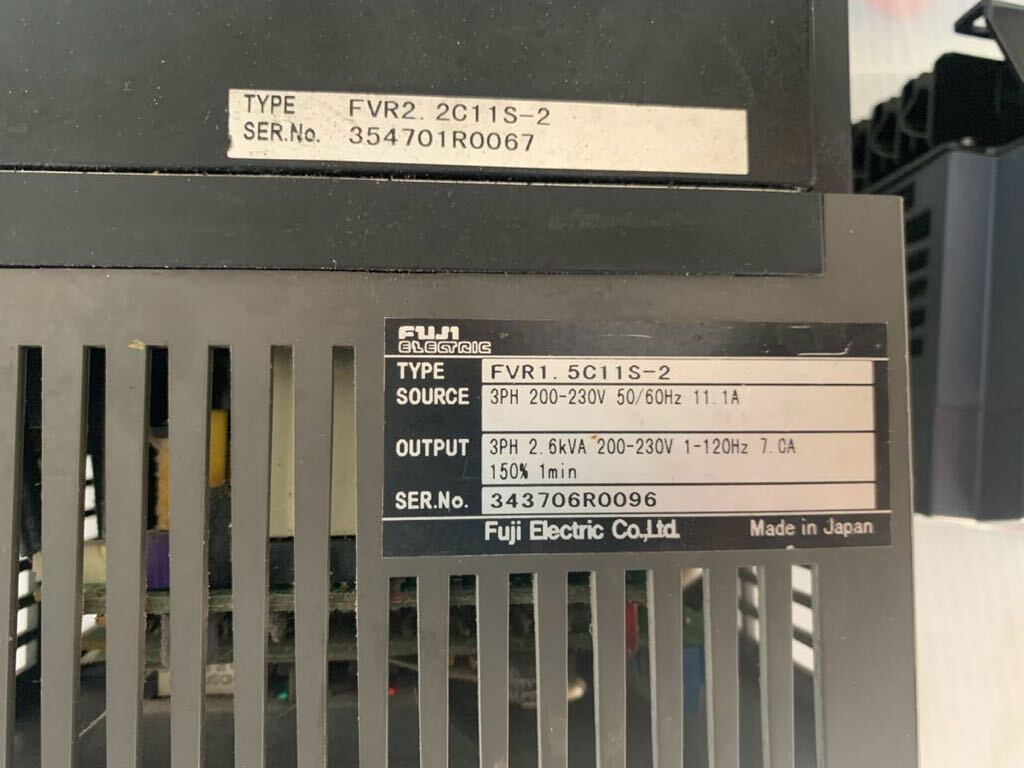 TYPE FVR2.2C11S-2
SER.No. 354701R0067
FUJI
ELECTRIC
TYPE FVR1.5C11S-2
SOURCE 3PH 200-230V 50/60Hz 11.1A
OUTPUT 3PH 2.6kVA 200-230V 1-120Hz 7.0A
150% 1min
SER.No. 343706R0096
Fuji Electric Co.,Ltd. Made in Japan